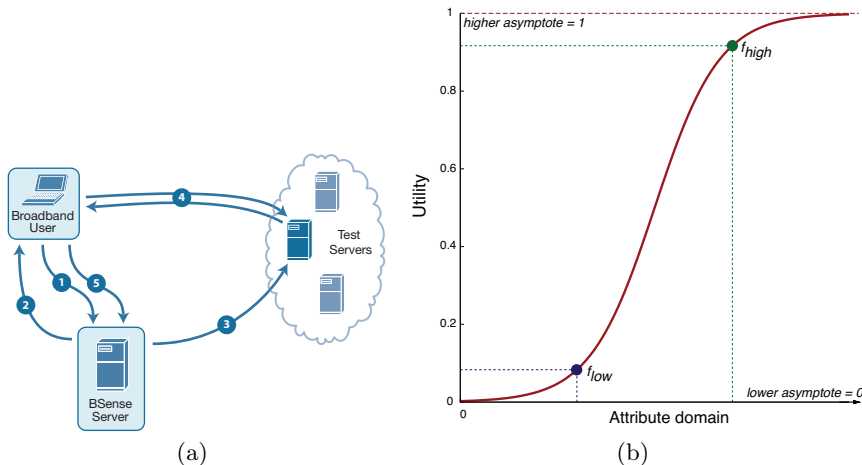 Broadband
User
1
5
2
4
3
BSense
Server
Test
Servers
(a)
1
0.8
0.6
0.4
0.2
0
Utility
higher asymptote = 1
f_high
f_low
lower asymptote = 0
0
Attribute domain
(b)